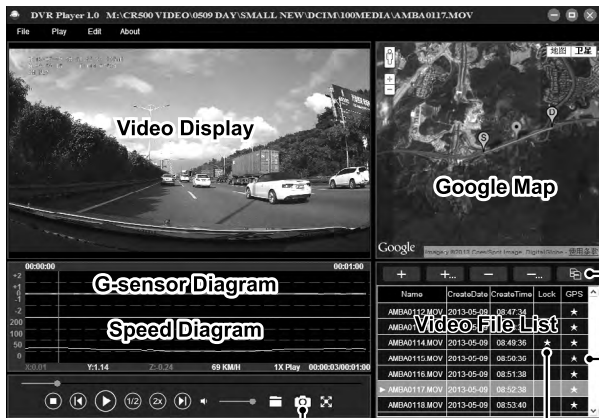 DVR Player 1.0 M:\CR500 VIDEO\0509 DAY\SMALL NEW\DCIM\100MEDIA\AMBA0117.MOV
File Play Edit About
地图 卫星
Video Display
S
D
Google Map
Google
使用条款
00:00:00 00:01:00
+2
+1
-1
-2
G-sensor Diagram
200
150
100
50
0
Speed Diagram
X:0.01 Y:1.14 Z:-0.24 69 KM/H 1X Play 00:00:03/00:01:00
1/2 2x
+ +... − −...
Name CreateDate CreateTime Lock GPS
AMBA0112.MOV 2013-05-09 08:47:34 ★
Video File List
AMBA0114.MOV 2013-05-09 08:49:36 ★ ★
AMBA0115.MOV 2013-05-09 08:50:36 ★
AMBA0116.MOV 2013-05-09 08:51:38 ★
AMBA0117.MOV 2013-05-09 08:52:38 ★
AMBA0118.MOV 2013-05-09 08:53:40 ★